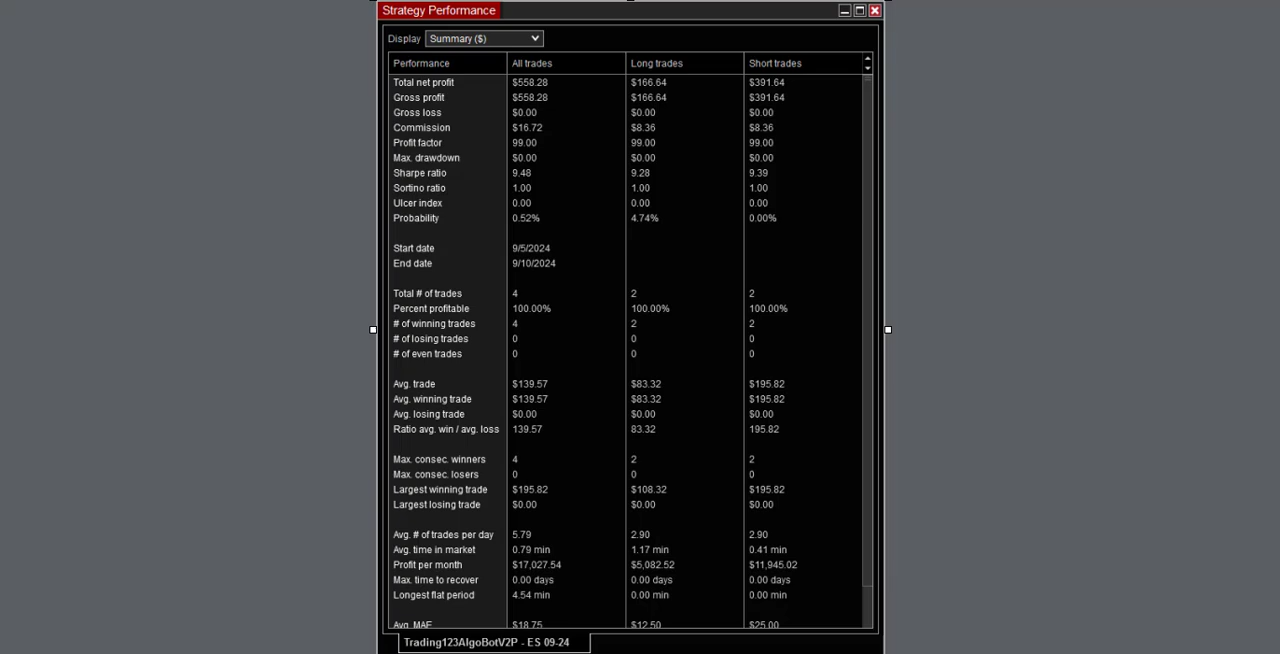 Strategy Performance
Display Summary ($)
Performance All trades Long trades Short trades
Total net profit $558.28 $166.64 $391.64
Gross profit $558.28 $166.64 $391.64
Gross loss $0.00 $0.00 $0.00
Commission $16.72 $8.36 $8.36
Profit factor 99.00 99.00 99.00
Max. drawdown $0.00 $0.00 $0.00
Sharpe ratio 9.48 9.28 9.39
Sortino ratio 1.00 1.00 1.00
Ulcer index 0.00 0.00 0.00
Probability 0.52% 4.74% 0.00%
Start date 9/5/2024
End date 9/10/2024
Total # of trades 4 2 2
Percent profitable 100.00% 100.00% 100.00%
# of winning trades 4 2 2
# of losing trades 0 0 0
# of even trades 0 0 0
Avg. trade $139.57 $83.32 $195.82
Avg. winning trade $139.57 $83.32 $195.82
Avg. losing trade $0.00 $0.00 $0.00
Ratio avg. win / avg. loss 139.57 83.32 195.82
Max. consec. winners 4 2 2
Max. consec. losers 0 0 0
Largest winning trade $195.82 $108.32 $195.82
Largest losing trade $0.00 $0.00 $0.00
Avg. # of trades per day 5.79 2.90 2.90
Avg. time in market 0.79 min 1.17 min 0.41 min
Profit per month $17,027.54 $5,082.52 $11,945.02
Max. time to recover 0.00 days 0.00 days 0.00 days
Longest flat period 4.54 min 0.00 min 0.00 min
Avg. MAE $18.75 $12.50 $25.00
Trading123AlgoBotV2P - ES 09-24